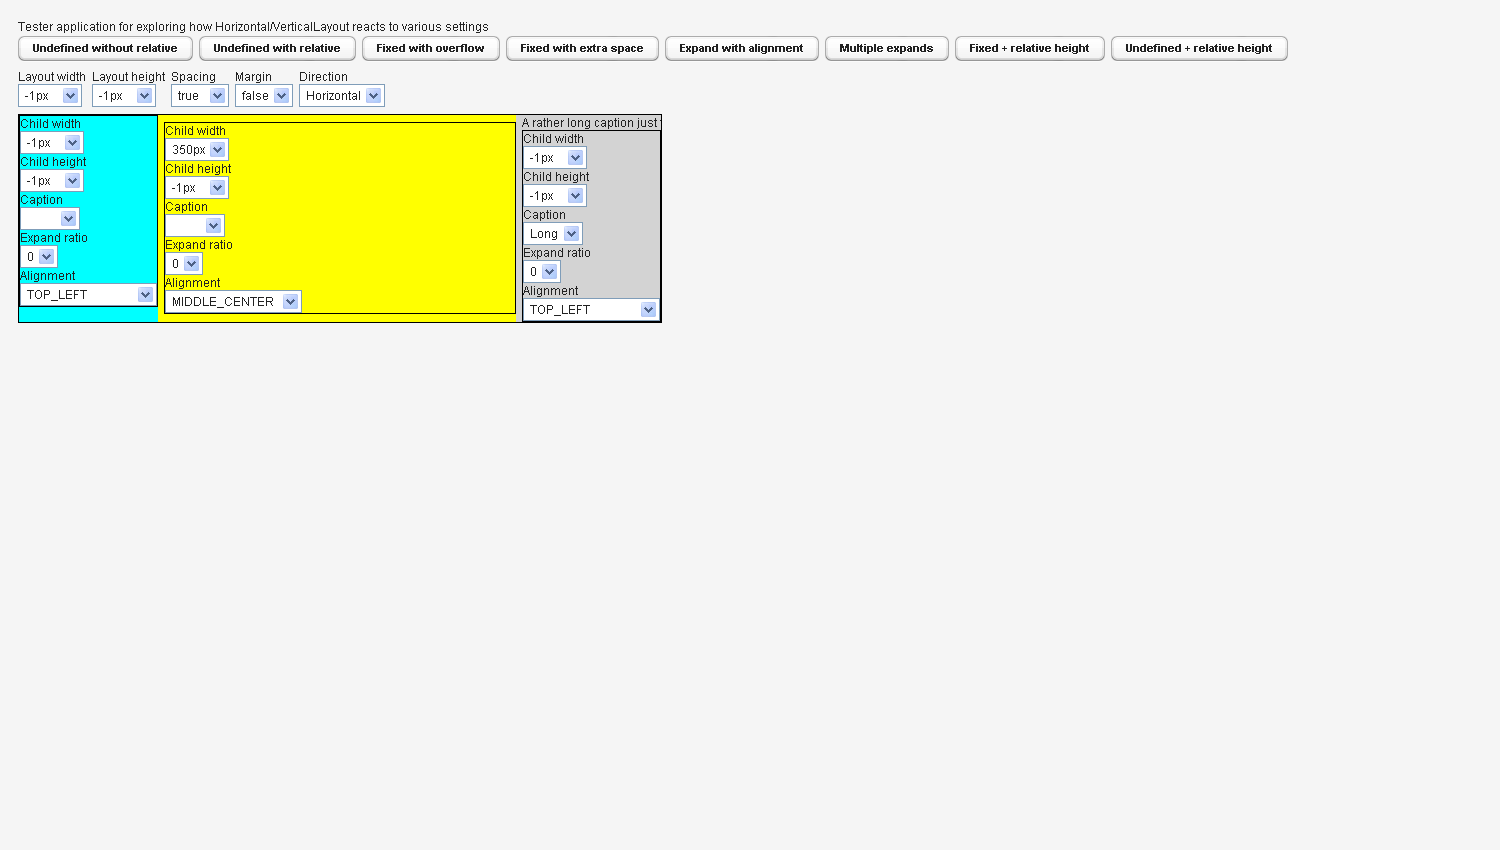 Tester application for exploring how Horizontal/VerticalLayout reacts to various settings
Undefined without relative Undefined with relative Fixed with overflow Fixed with extra space Expand with alignment Multiple expands Fixed + relative height Undefined + relative height
Layout width Layout height Spacing Margin Direction
-1px -1px true false Horizontal
Child width
-1px
Child height
-1px
Caption
Expand ratio
0
Alignment
TOP_LEFT
Child width
350px
Child height
-1px
Caption
Expand ratio
0
Alignment
MIDDLE_CENTER
A rather long caption just
Child width
-1px
Child height
-1px
Caption
Long
Expand ratio
0
Alignment
TOP_LEFT